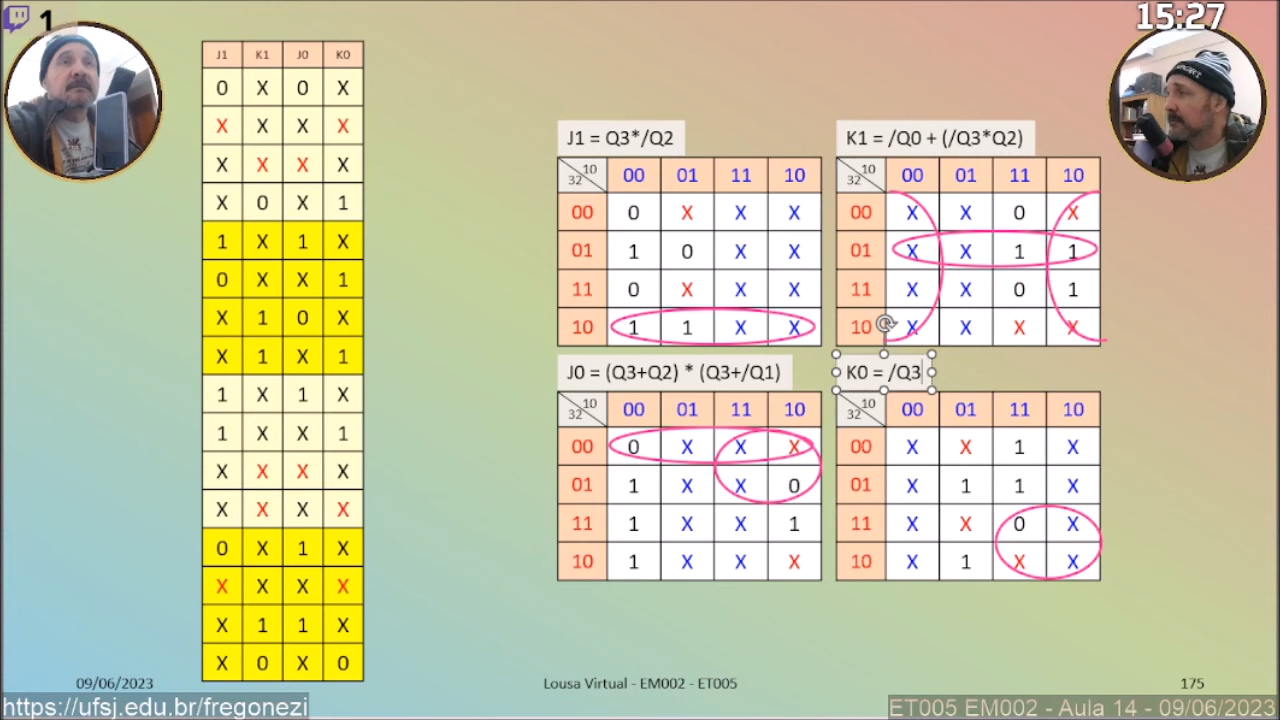 1
15:27
J1 K1 J0 K0
0 X 0 X
X X X X
X X X X
X 0 X 1
1 X 1 X
0 X X 1
X 1 0 X
X 1 X 1
1 X 1 X
1 X X 1
X X X X
X X X X
0 X 1 X
X X X X
X 1 1 X
X 0 X 0
J1 = Q3*/Q2
10
32 00 01 11 10
00 0 X X X
01 1 0 X X
11 0 X X X
10 1 1 X X
K1 = /Q0 + (/Q3*Q2)
10
32 00 01 11 10
00 X X 0 X
01 X X 1 1
11 X X 0 1
10 X X X X
J0 = (Q3+Q2) * (Q3+/Q1)
10
32 00 01 11 10
00 0 X X X
01 1 X X 0
11 1 X X 1
10 1 X X X
K0 = /Q3
10
32 00 01 11 10
00 X X 1 X
01 X 1 1 X
11 X X 0 X
10 X 1 X X
09/06/2023
Lousa Virtual - EM002 - ET005
175
https://ufsj.edu.br/fregonezi
ET005 EM002 - Aula 14 - 09/06/2023